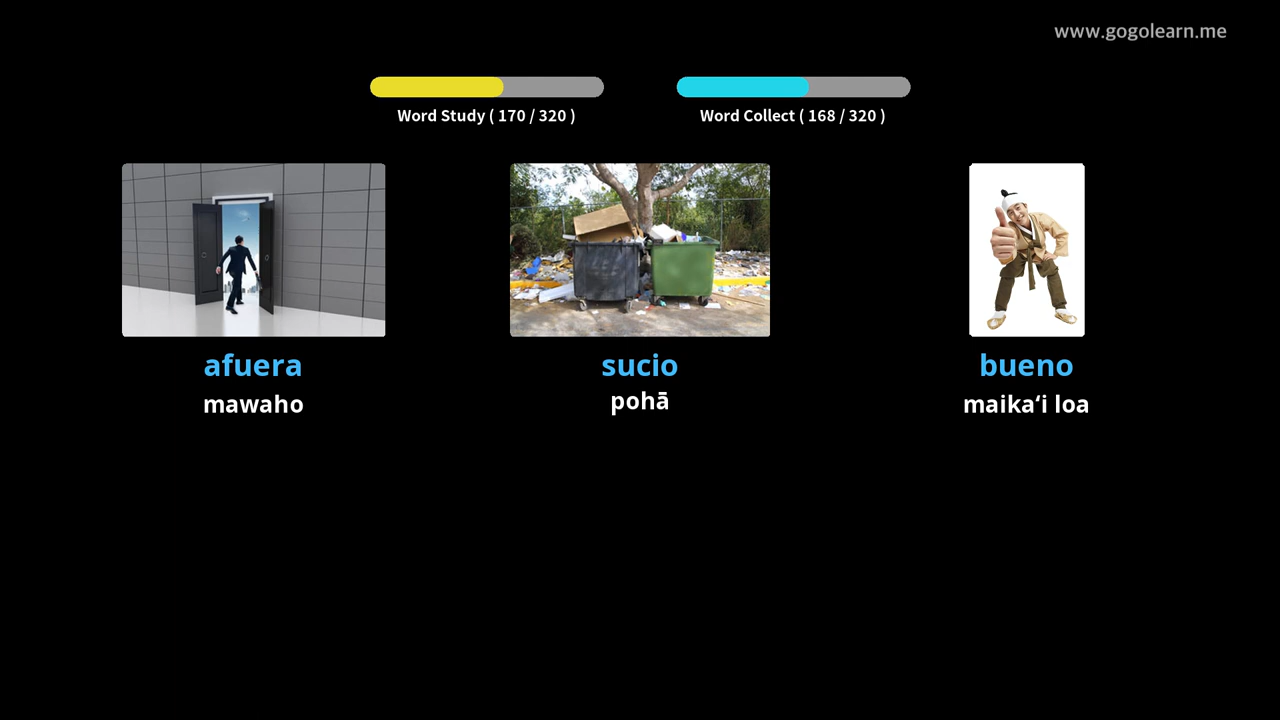 www.gogolearn.me
Word Study ( 170 / 320 )
Word Collect ( 168 / 320 )
afuera
sucio
bueno
mawaho
pohā
maikaʻi loa